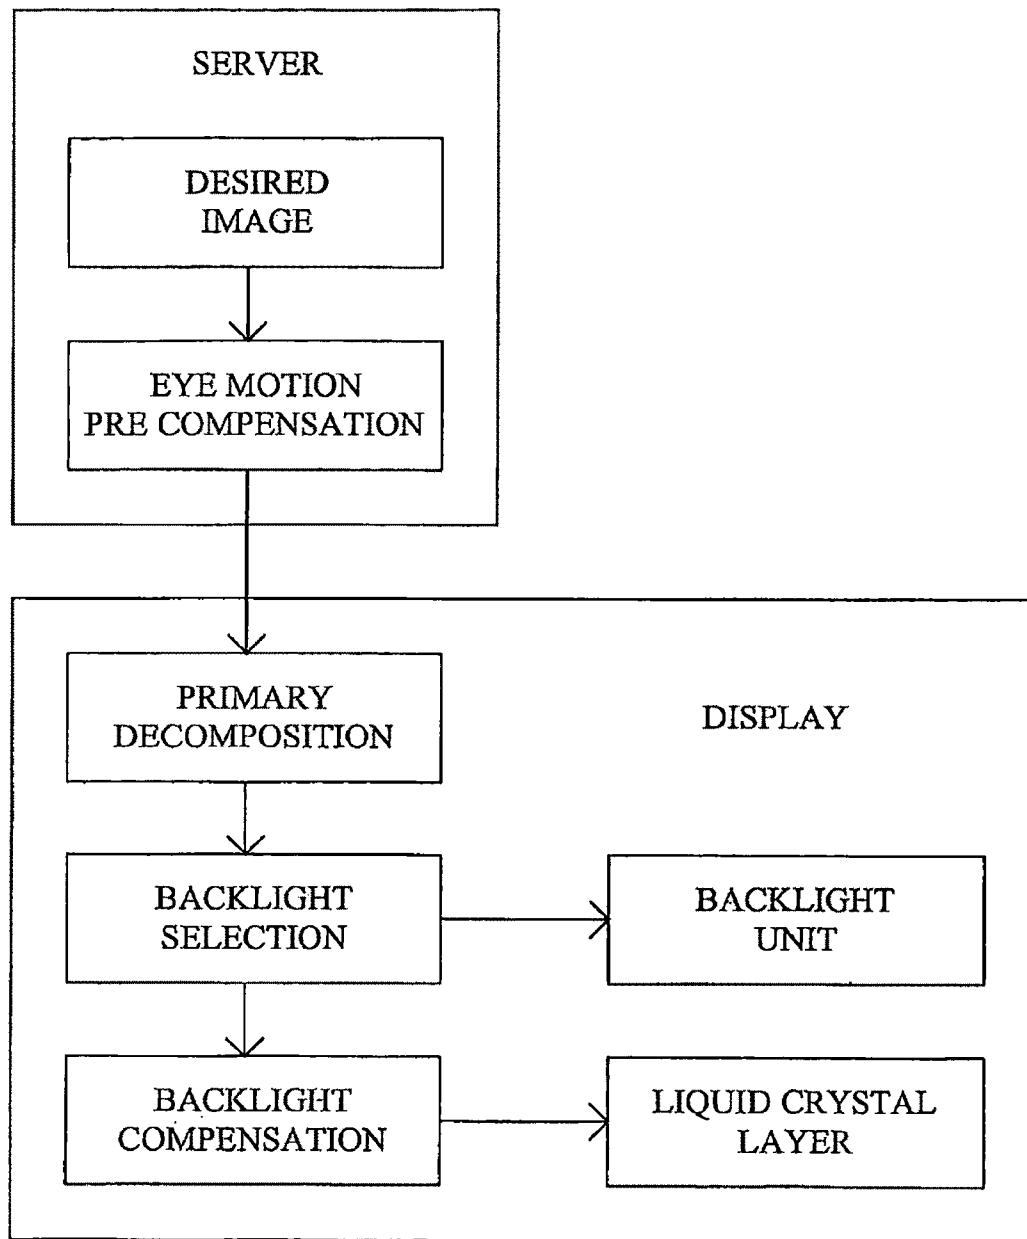 SERVER
DESIRED
IMAGE
EYE MOTION
PRE COMPENSATION
PRIMARY
DECOMPOSITION
DISPLAY
BACKLIGHT
SELECTION
BACKLIGHT
UNIT
BACKLIGHT
COMPENSATION
LIQUID CRYSTAL
LAYER